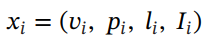 xᵢ = (vᵢ, pᵢ, lᵢ, Iᵢ)